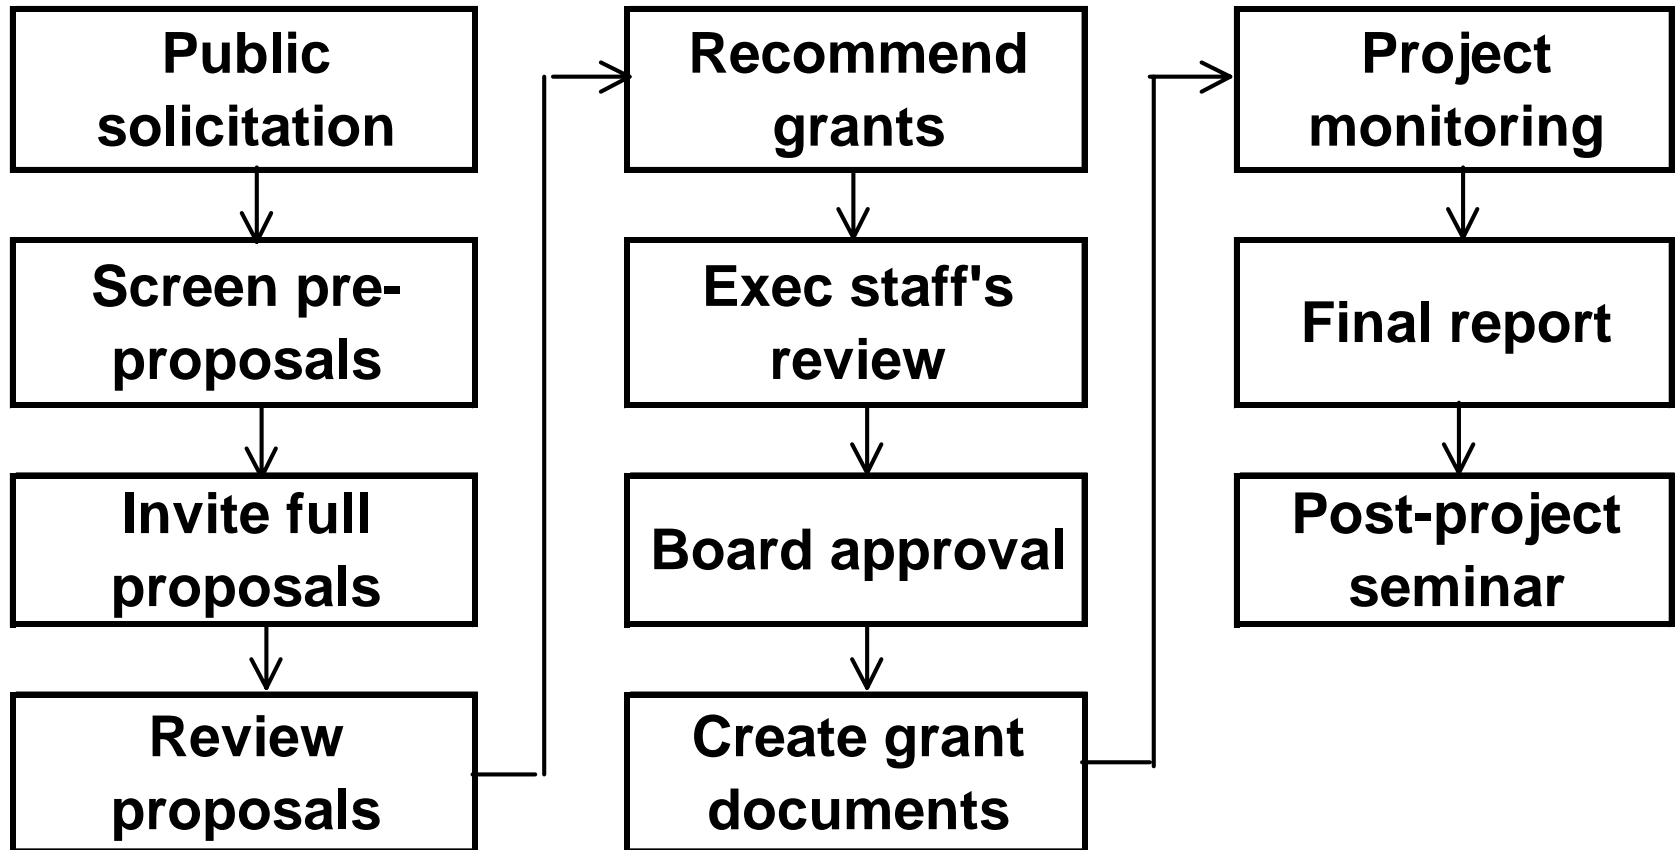 Public
solicitation
Screen pre-
proposals
Invite full
proposals
Review
proposals
Recommend
grants
Exec staff's
review
Board approval
Create grant
documents
Project
monitoring
Final report
Post-project
seminar